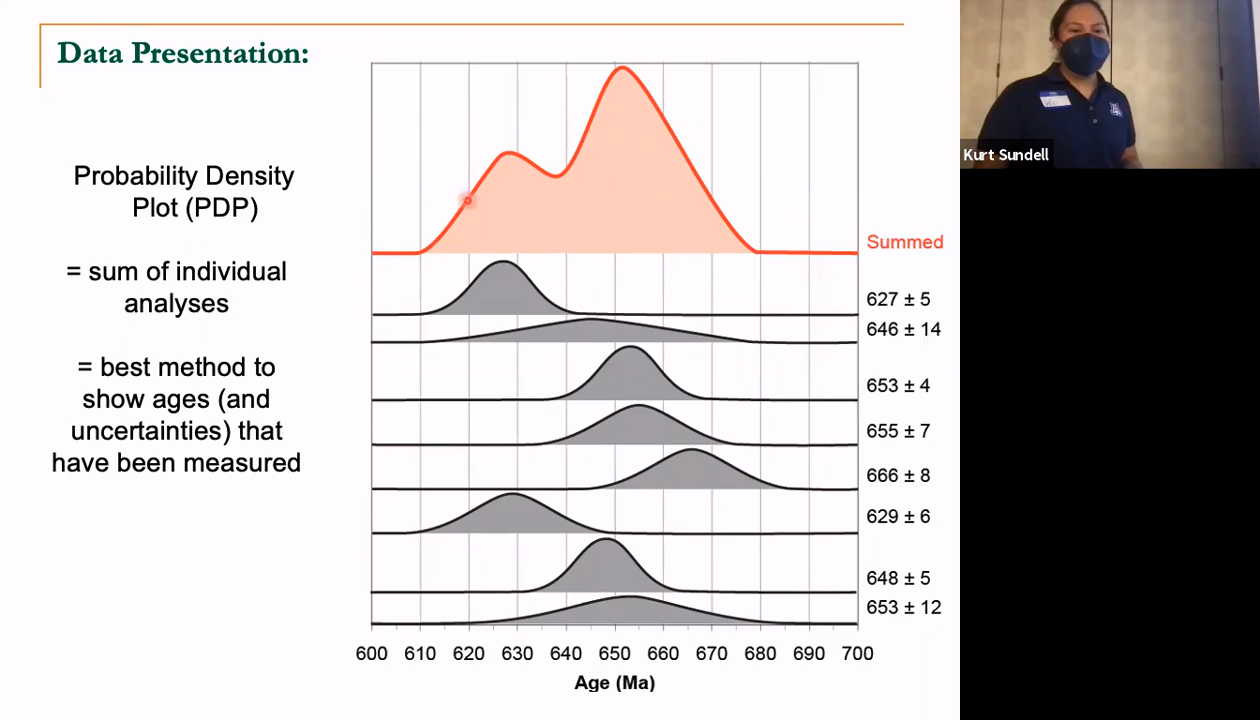 Data Presentation:
Probability Density
Plot (PDP)
= sum of individual
analyses
= best method to
show ages (and
uncertainties) that
have been measured
Summed
627 ± 5
646 ± 14
653 ± 4
655 ± 7
666 ± 8
629 ± 6
648 ± 5
653 ± 12
600 610 620 630 640 650 660 670 680 690 700
Age (Ma)
Kurt Sundell